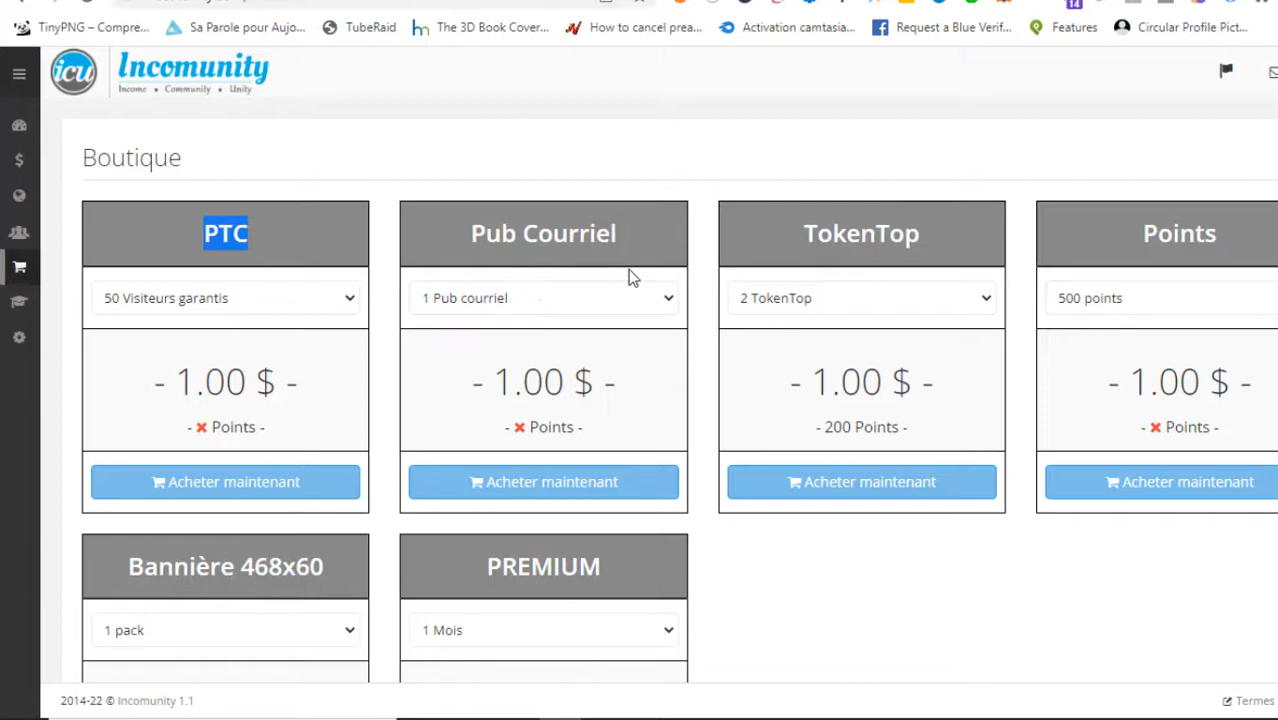 14
TinyPNG – Compre... Sa Parole pour Aujo... TubeRaid The 3D Book Cover... How to cancel prea... Activation camtasia... Request a Blue Verifi... Features Circular Profile Pict...
icu Incomunity
Income • Community • Unity
Boutique
PTC
50 Visiteurs garantis
- 1.00 $ -
- ✖ Points -
Acheter maintenant
Pub Courriel
1 Pub courriel
- 1.00 $ -
- ✖ Points -
Acheter maintenant
TokenTop
2 TokenTop
- 1.00 $ -
- 200 Points -
Acheter maintenant
Points
500 points
- 1.00 $ -
- ✖ Points -
Acheter maintenant
Bannière 468x60
1 pack
PREMIUM
1 Mois
2014-22 © Incomunity 1.1
Termes